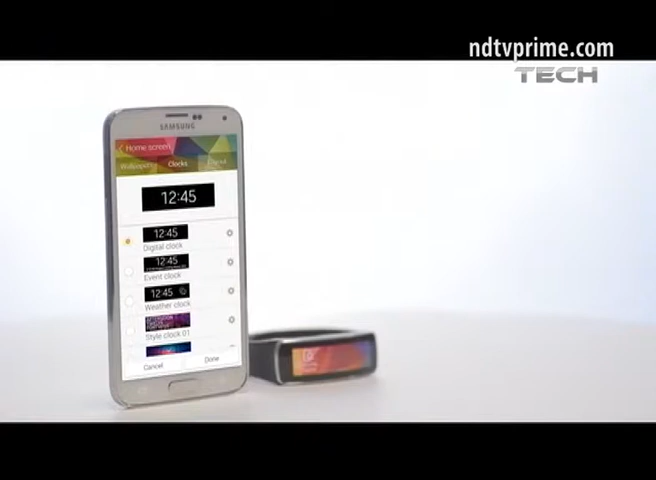 ndtvprime.com
TECH
SAMSUNG
Home screen
Wallpapers Clocks Layout
12:45
12:45
Digital clock
12:45
Event clock
12:45
Weather clock
Style clock 01
Cancel Done